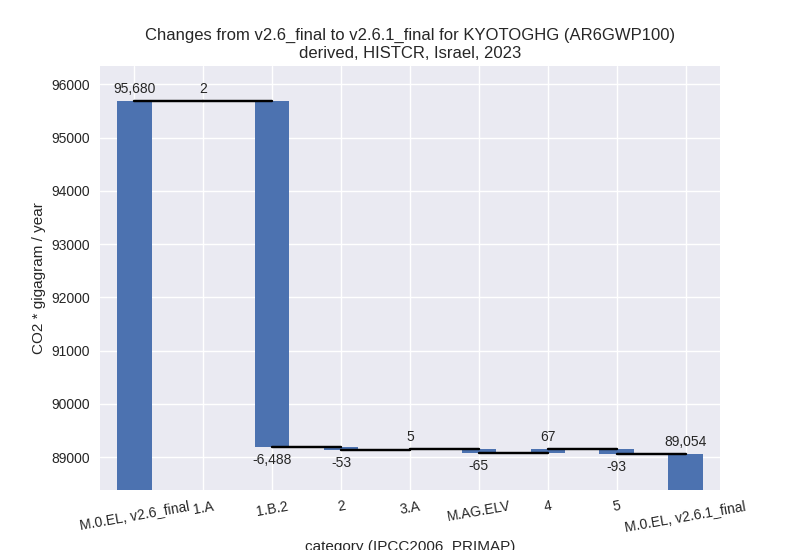 Changes from v2.6_final to v2.6.1_final for KYOTOGHG (AR6GWP100)
derived, HISTCR, Israel, 2023
CO2 * gigagram / year
96000
95000
94000
93000
92000
91000
90000
89000
95,680
2
-6,488
-53
5
-65
67
-93
89,054
M.0.EL, v2.6_final
1.A
1.B.2
2
3.A
M.AG.ELV
4
5
M.0.EL, v2.6.1_final
category (IPCC2006_PRIMAP)